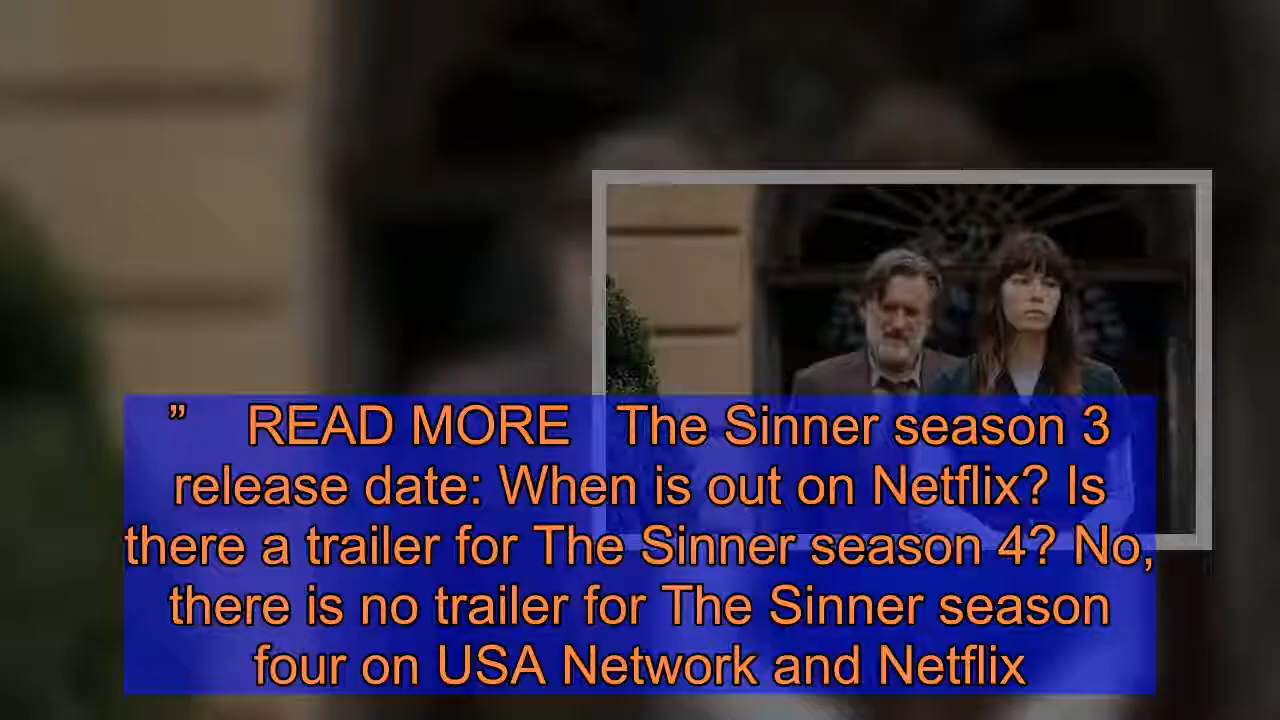 ” READ MORE The Sinner season 3
release date: When is out on Netflix? Is
there a trailer for The Sinner season 4? No,
there is no trailer for The Sinner season
four on USA Network and Netflix